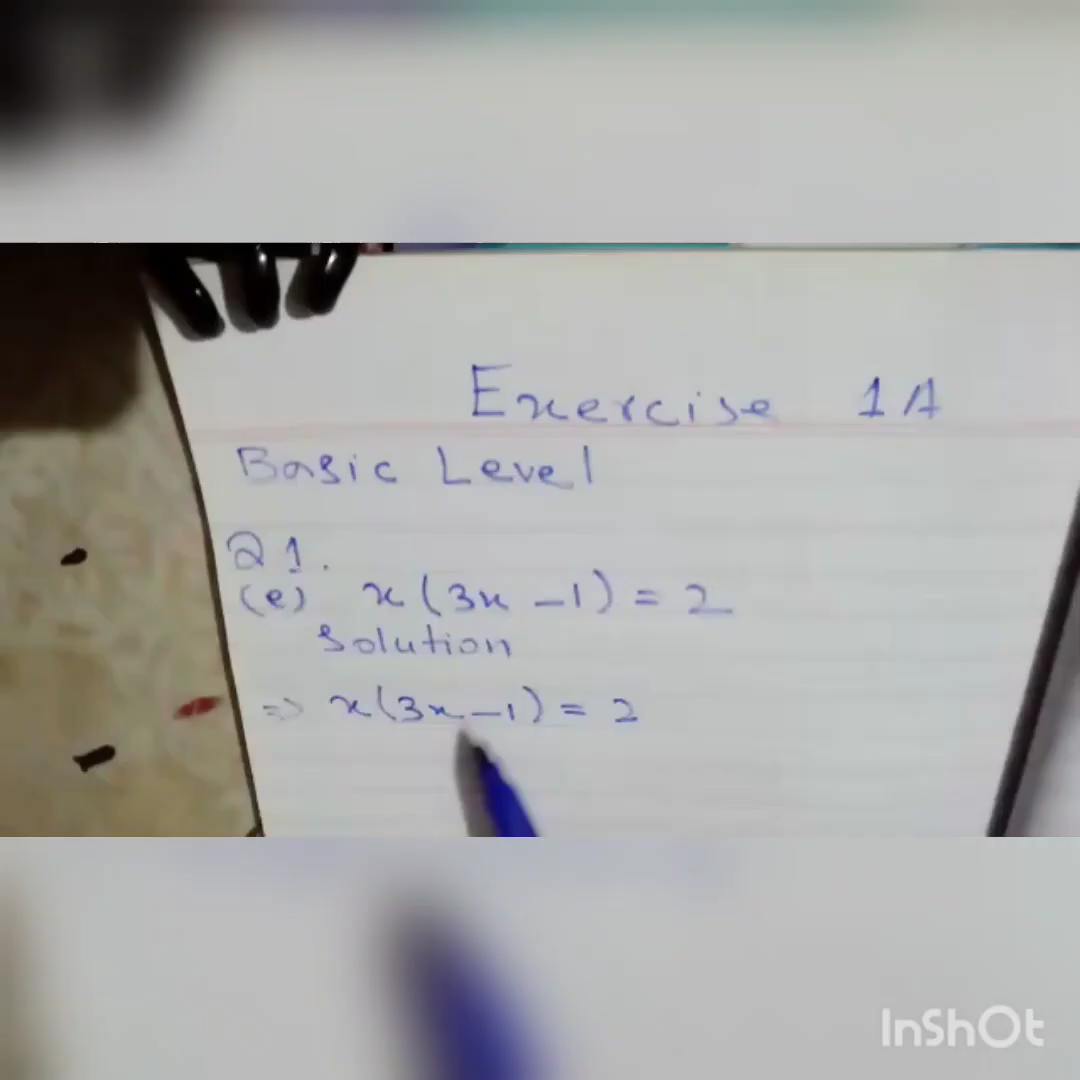 Exercise 1A
Basic Level
Q1.
(e) x(3x-1)=2
Solution
=> x(3x-1)=2
InShOt